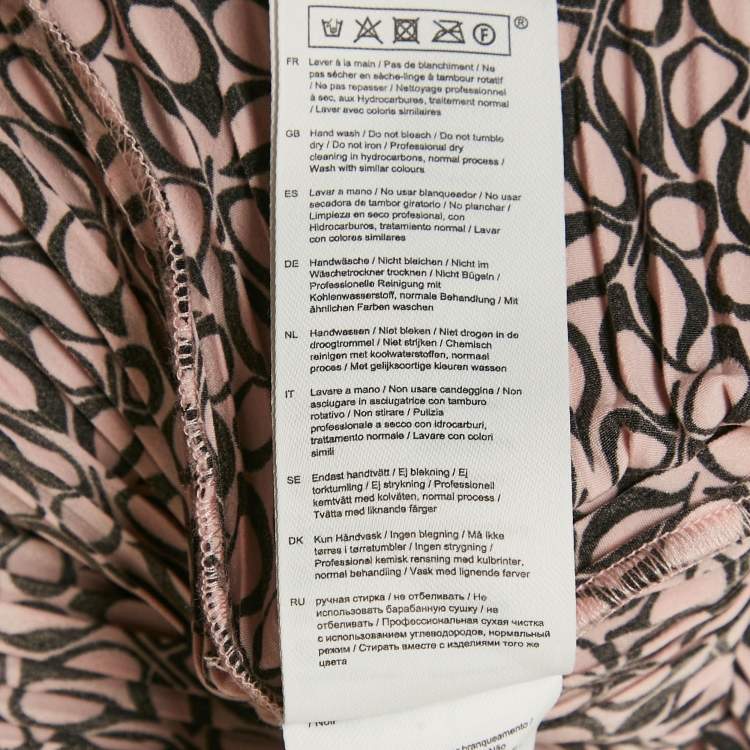 ®
F
FR Laver à la main / Pas de blanchiment / Ne
pas sécher en sèche-linge à tambour rotatif
/ Ne pas repasser / Nettoyage professionnel
à sec, aux Hydrocarbures, traitement normal
/ Laver avec coloris similaires
GB Hand wash / Do not bleach / Do not tumble
dry / Do not iron / Professional dry
cleaning in hydrocarbons, normal process /
Wash with similar colours
ES Lavar a mano / No usar blanqueador / No usar
secadora de tambor giratorio / No planchar /
Limpieza en seco profesional, con
Hidrocarburos, tratamiento normal / Lavar
con colores similares
DE Handwäsche / Nicht bleichen / Nicht im
Wäschetrockner trocknen / Nicht Bügeln /
Professionelle Reinigung mit
Kohlenwasserstoff, normale Behandlung / Mit
ähnlichen Farben waschen
NL Handwassen / Niet bleken / Niet drogen in de
droogtrommel / Niet strijken / Chemisch
reinigen met koolwaterstoffen, normaal
proces / Met gelijksoortige kleuren wassen
IT Lavare a mano / Non usare candeggina / Non
asciugare in asciugatrice con tamburo
rotativo / Non stirare / Pulizia
professionale a secco con idrocarburi,
trattamento normale / Lavare con colori
simili
SE Endast handtvätt / Ej blekning / Ej
torktumling / Ej strykning / Professionell
kemtvätt med kolväten, normal process /
Tvätta med liknande färger
DK Kun Håndvask / Ingen blegning / Må ikke
tørres i tørretumbler / Ingen strygning /
Professionel kemisk rensning med kulbrinter,
normal behandling / Vask med lignende farver
RU ручная стирка / не отбеливать / Не
использовать барабанную сушку / не
отбеливать / Профессиональная сухая чистка
с использованием углеводородов, нормальный
режим / Стирать вместе с изделиями того же
цвета
branqueamento /
/ Não